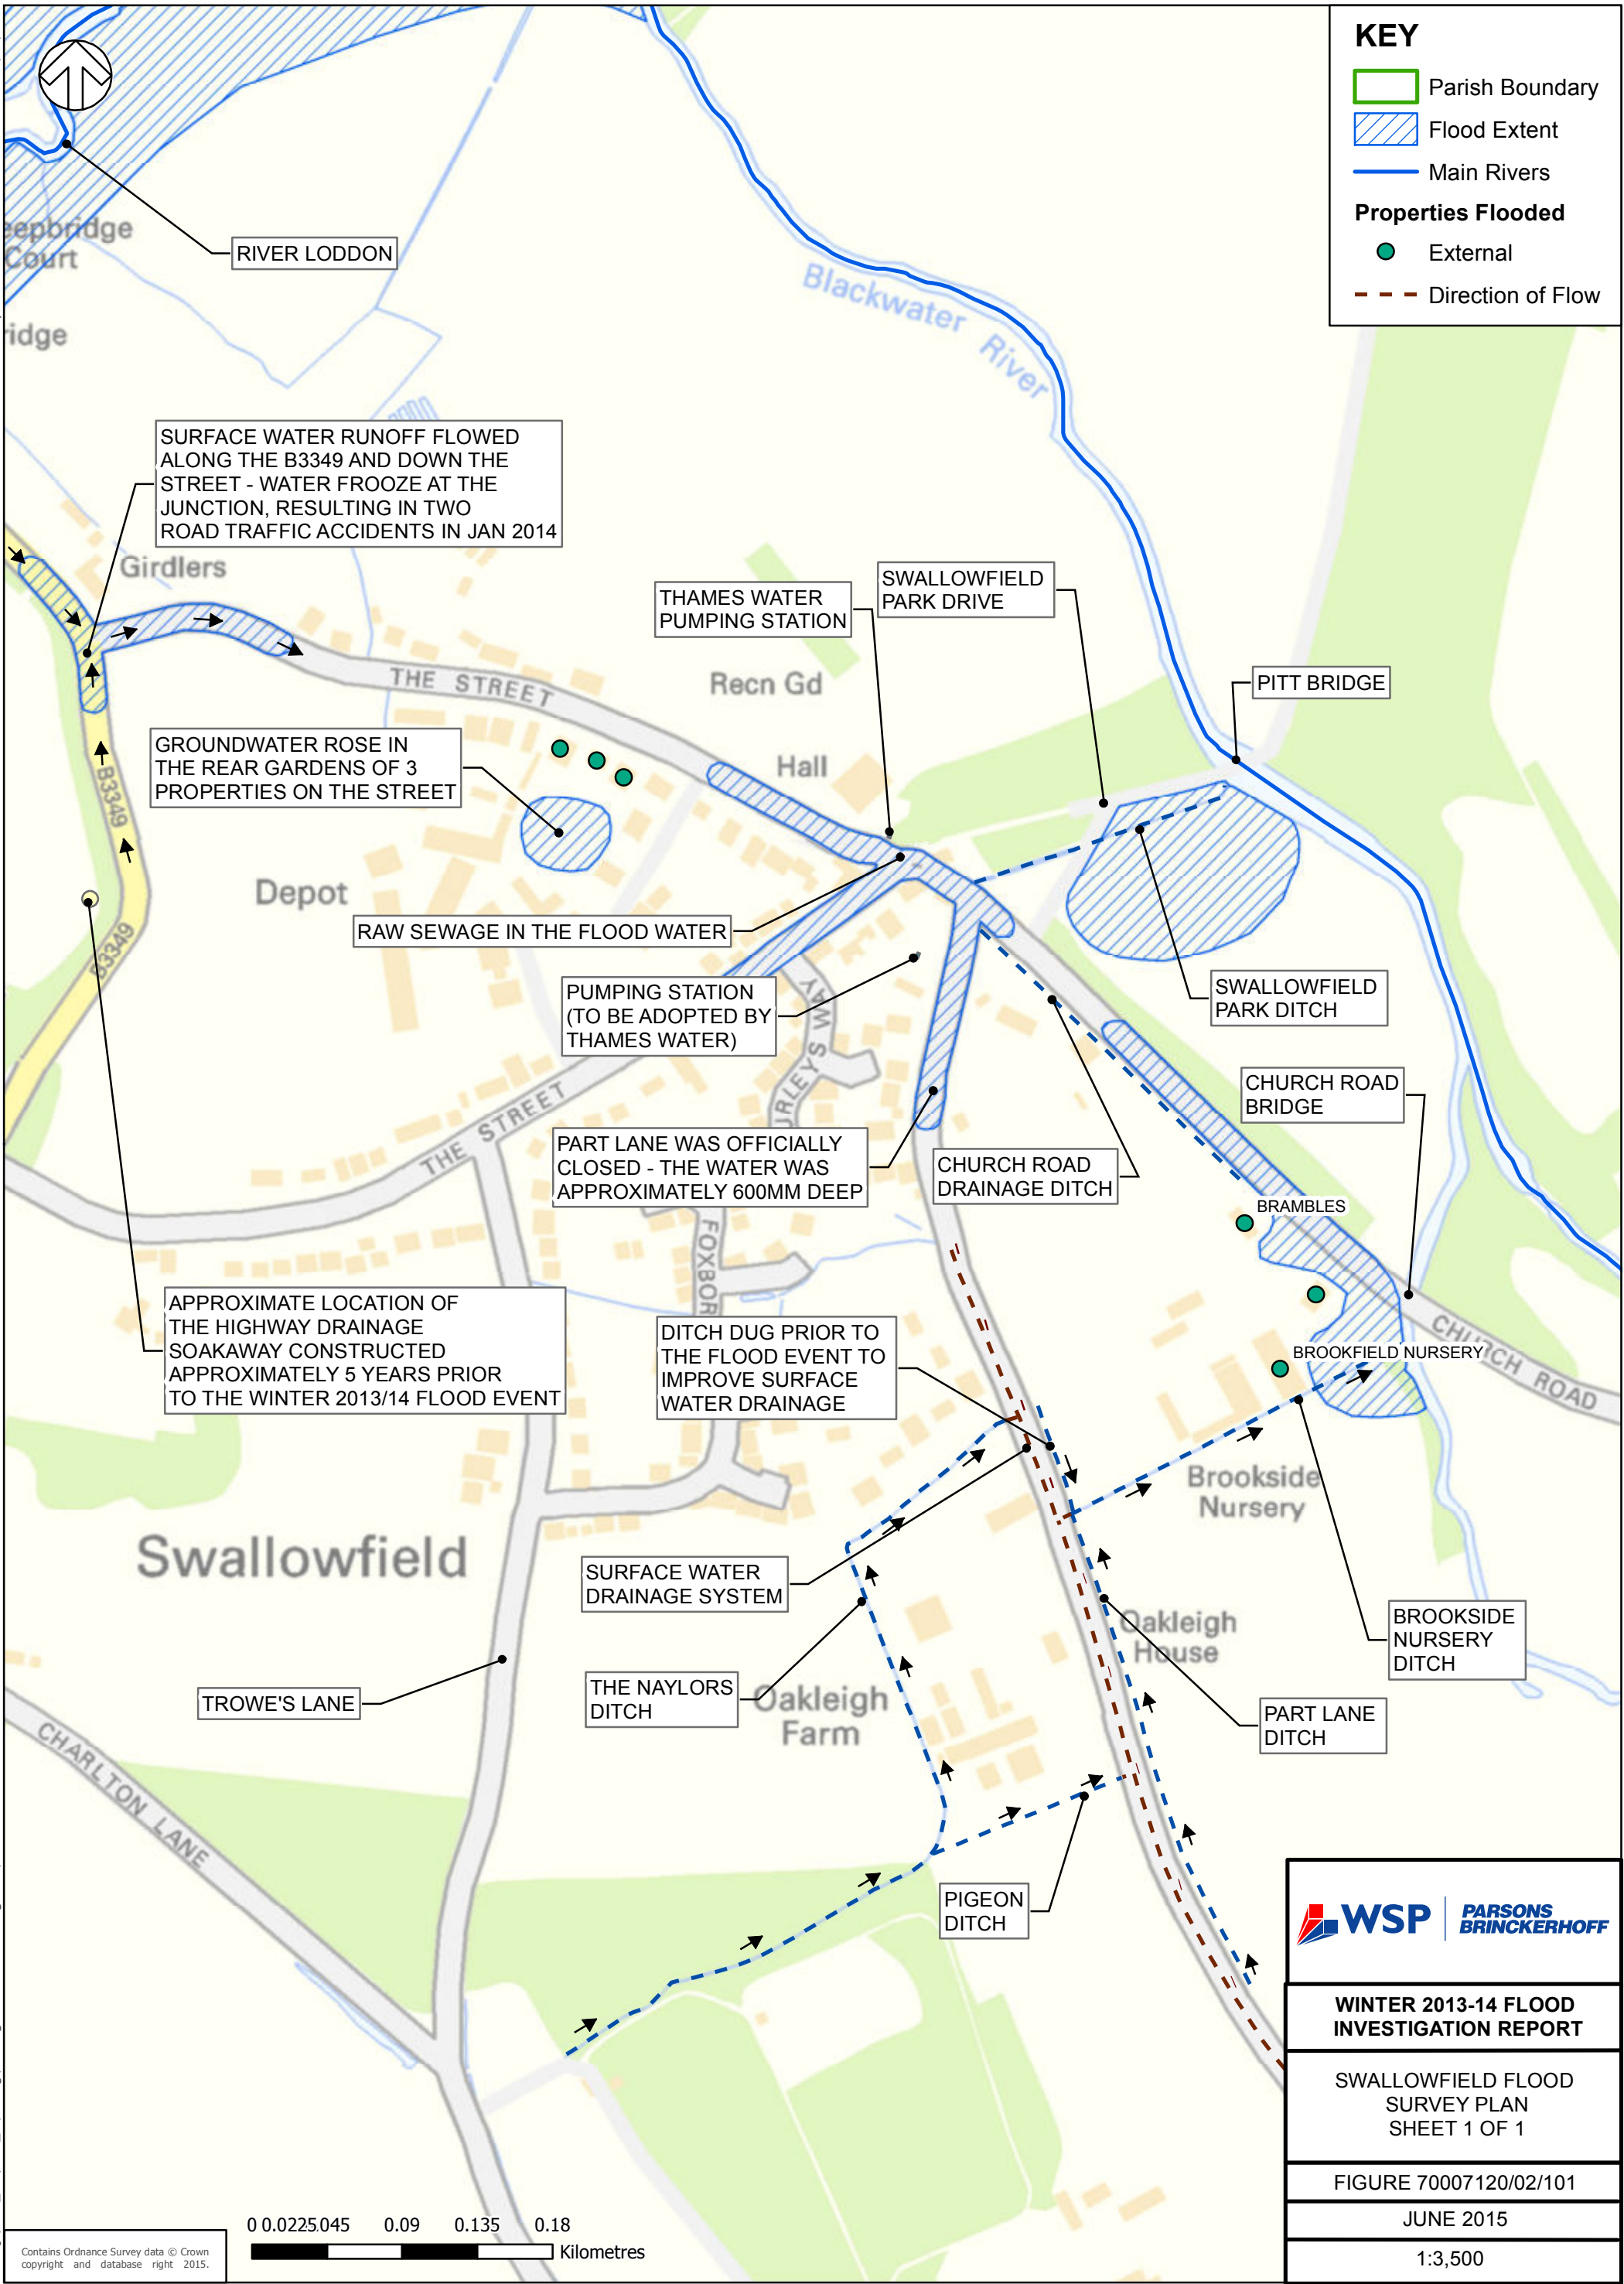 KEY
Parish Boundary
Flood Extent
Main Rivers
Properties Flooded
External
Direction of Flow
RIVER LODDON
eepbridge
Court
ridge
Blackwater River
SURFACE WATER RUNOFF FLOWED
ALONG THE B3349 AND DOWN THE
STREET - WATER FROOZE AT THE
JUNCTION, RESULTING IN TWO
ROAD TRAFFIC ACCIDENTS IN JAN 2014
Girdlers
THAMES WATER
PUMPING STATION
SWALLOWFIELD
PARK DRIVE
THE STREET
Recn Gd
PITT BRIDGE
GROUNDWATER ROSE IN
THE REAR GARDENS OF 3
PROPERTIES ON THE STREET
Hall
B3349
Depot
B3349
RAW SEWAGE IN THE FLOOD WATER
PUMPING STATION
(TO BE ADOPTED BY
THAMES WATER)
SWALLOWFIELD
PARK DITCH
URLEYS WAY
CHURCH ROAD
BRIDGE
THE STREET
PART LANE WAS OFFICIALLY
CLOSED - THE WATER WAS
APPROXIMATELY 600MM DEEP
CHURCH ROAD
DRAINAGE DITCH
BRAMBLES
FOXBOR
APPROXIMATE LOCATION OF
THE HIGHWAY DRAINAGE
SOAKAWAY CONSTRUCTED
APPROXIMATELY 5 YEARS PRIOR
TO THE WINTER 2013/14 FLOOD EVENT
DITCH DUG PRIOR TO
THE FLOOD EVENT TO
IMPROVE SURFACE
WATER DRAINAGE
BROOKFIELD NURSERY
CHURCH ROAD
Brookside
Nursery
Swallowfield
SURFACE WATER
DRAINAGE SYSTEM
Oakleigh
House
BROOKSIDE
NURSERY
DITCH
TROWE'S LANE
THE NAYLORS
DITCH
Oakleigh
Farm
PART LANE
DITCH
CHARLTON LANE
PIGEON
DITCH
WSP PARSONS
BRINCKERHOFF
WINTER 2013-14 FLOOD
INVESTIGATION REPORT
SWALLOWFIELD FLOOD
SURVEY PLAN
SHEET 1 OF 1
FIGURE 70007120/02/101
JUNE 2015
1:3,500
0 0.0225.045 0.09 0.135 0.18
Kilometres
Contains Ordnance Survey data © Crown
copyright and database right 2015.